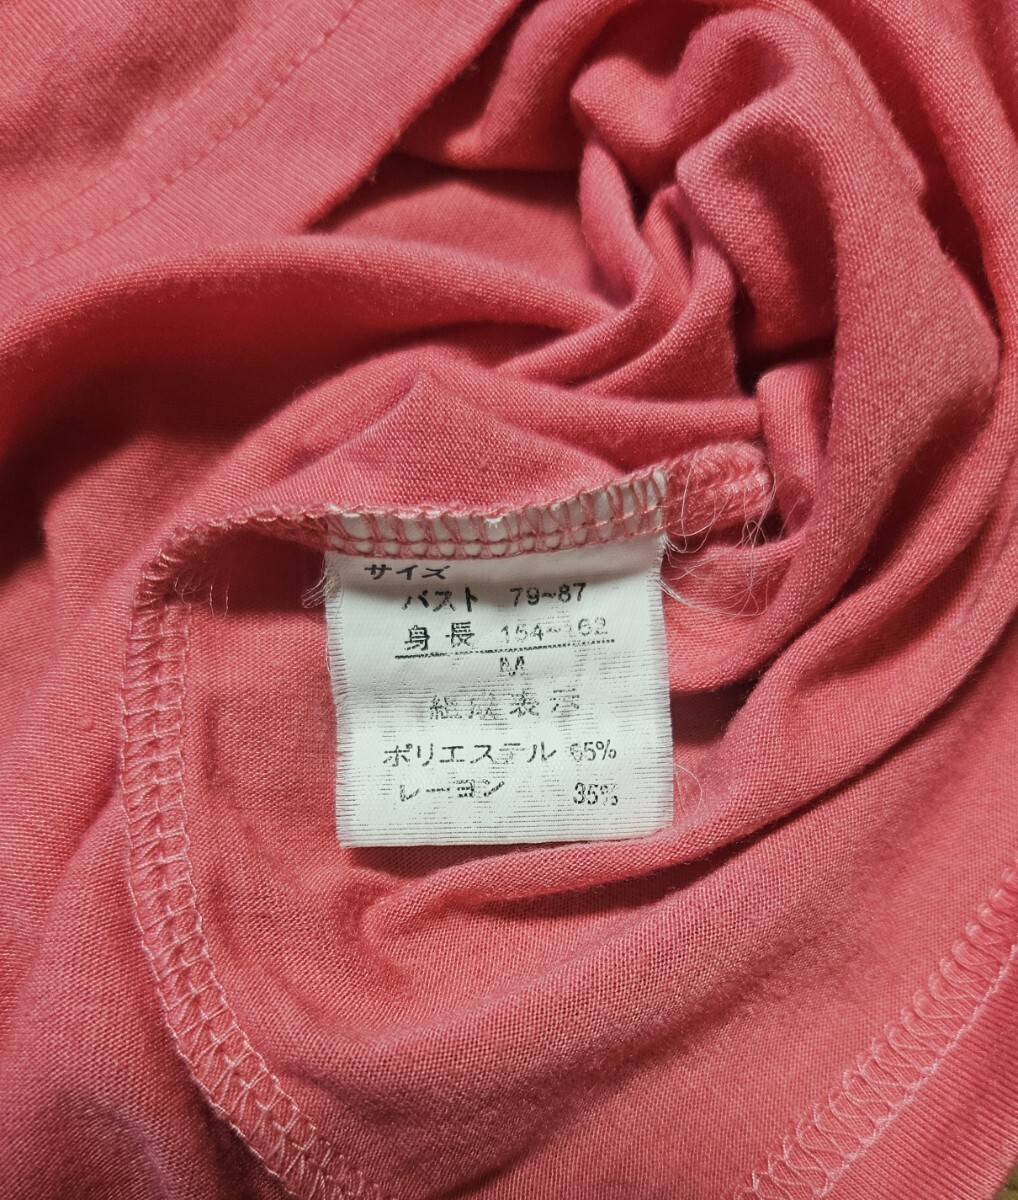 サイズ
バスト 79~87
身長 154~162
M
組成表示
ポリエステル 65%
レーヨン 35%